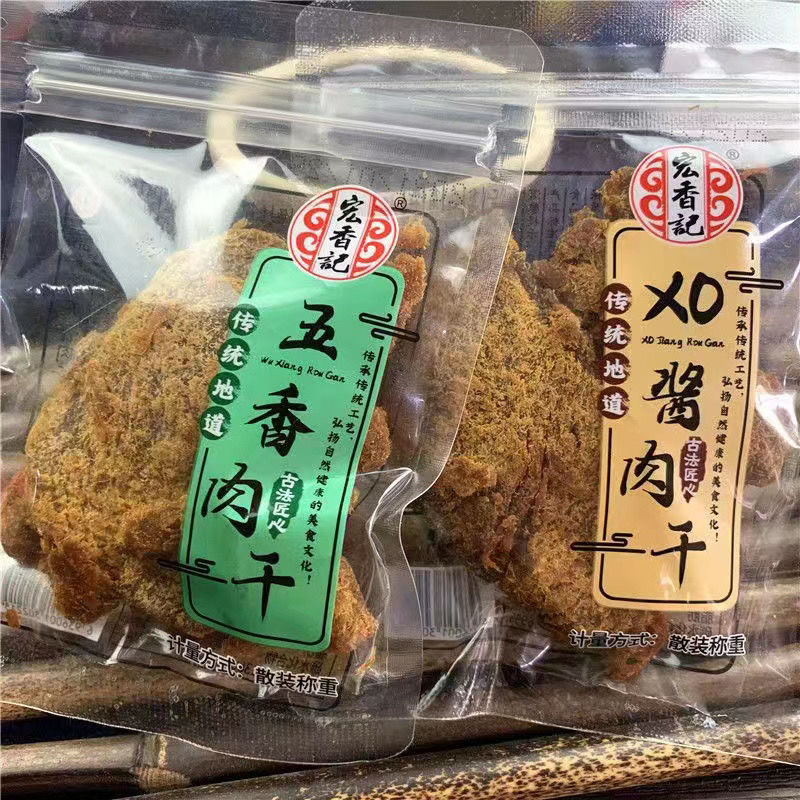 宏香記
®
五香肉干
Wu Xiang Rou Gan
传统地道
古法匠心
传承传统工艺，
弘扬自然健康的美食文化！
计量方式：散装称重
宏香記
®
XO酱肉干
XO Jiang Rou Gan
传统地道
古法匠心
传承传统工艺，
弘扬自然健康的美食文化！
计量方式：散装称重